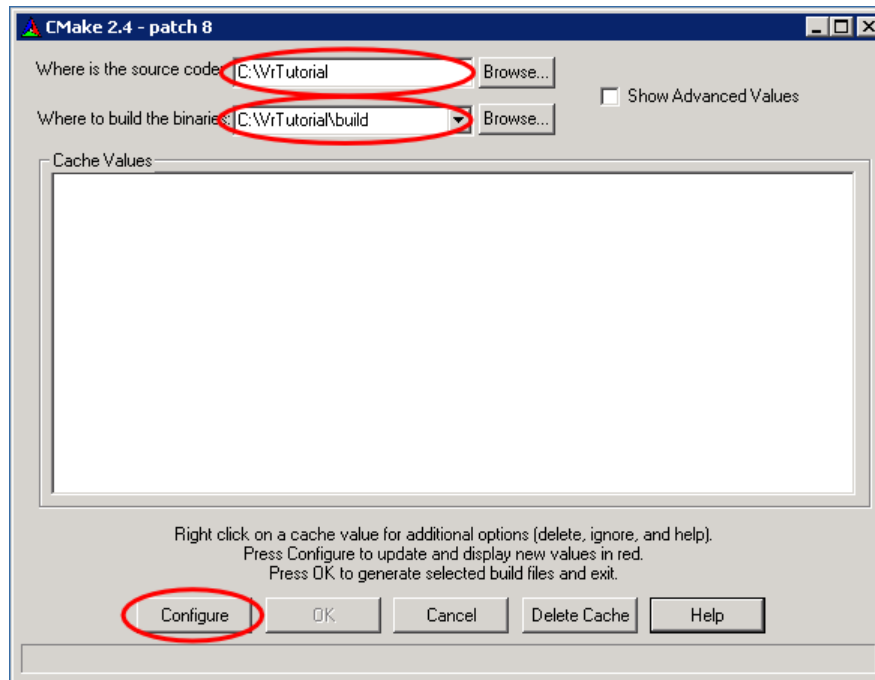 CMake 2.4 - patch 8
Where is the source code: C:\VrTutorial Browse...
Show Advanced Values
Where to build the binaries: C:\VrTutorial\build Browse...
Cache Values
Right click on a cache value for additional options (delete, ignore, and help).
Press Configure to update and display new values in red.
Press OK to generate selected build files and exit.
Configure OK Cancel Delete Cache Help